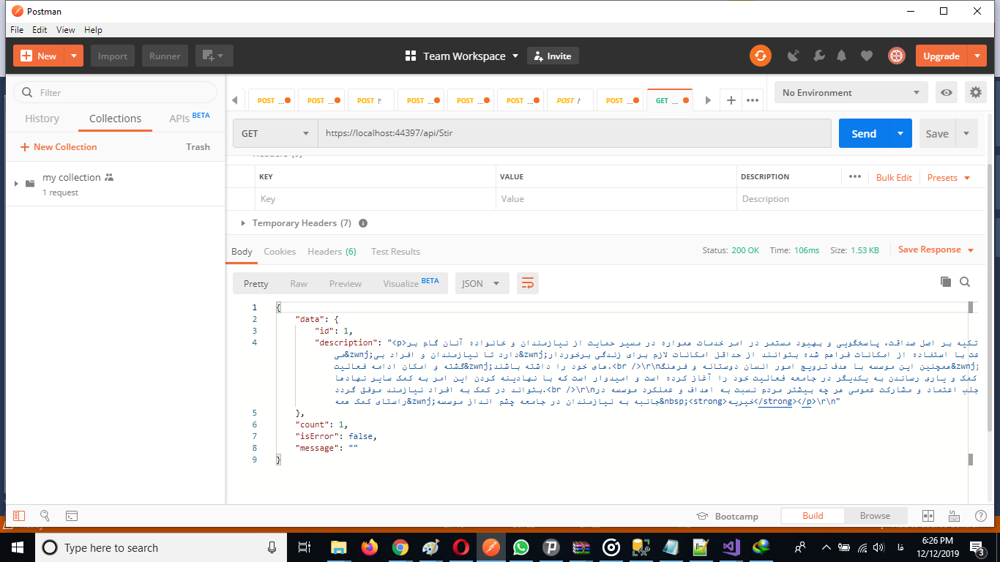 Postman
File Edit View Help
New Import Runner Team Workspace Invite Upgrade
Filter
History Collections APIs BETA
New Collection Trash
my collection
1 request
POST ... POST ... POST h POST ... POST ... POST ... POST h POST ... GET ... No Environment
GET https://localhost:44397/api/Stir Send Save
KEY VALUE DESCRIPTION Bulk Edit Presets
Key Value Description
Temporary Headers (7)
Body Cookies Headers (6) Test Results Status: 200 OK Time: 106ms Size: 1.53 KB Save Response
Pretty Raw Preview Visualize BETA JSON
1 {
2 "data": {
3 "id": 1,
4 "description": "<p>تکیه بر اصل صداقت، پاسخگویی و بهبود مستمر در امر خدمات همواره در مسیر حمایت از نیازمندان و خانواده آنان گام بر
می&zwnj;دارد تا نیازمندان و افراد بی&zwnj;عت با استفاده از امکانات فراهم شده بتوانند از حداقل امکانات لازم برای زندگی برخوردار
گشته و امکان ادامه فعالیت&zwnj;های خود را داشته باشند.<br />\r\nهمچنین این موسسه با هدف ترویج امور انسان دوستانه و فرهنگ&zwnj;
کمک و یاری رساندن به یکدیگر در جامعه فعالیت خود را آغاز کرده است و امیدوار است که با نهادینه کردن این امر به کمک سایر نهادها
بتواند در کمک به افراد نیازمند موفق گردد.<br />\r\nجلب اعتماد و مشارکت عمومی هر چه بیشتر مردم نسبت به اهداف و عملکرد موسسه در
راستای کمک همه&zwnj;جانبه به نیازمندان در جامعه چشم انداز موسسه&nbsp;<strong>خیریه</strong></p>\r\n"
5 },
6 "count": 1,
7 "isError": false,
8 "message": ""
9 }
Bootcamp Build Browse
Type here to search
فا
6:26 PM
12/12/2019
3